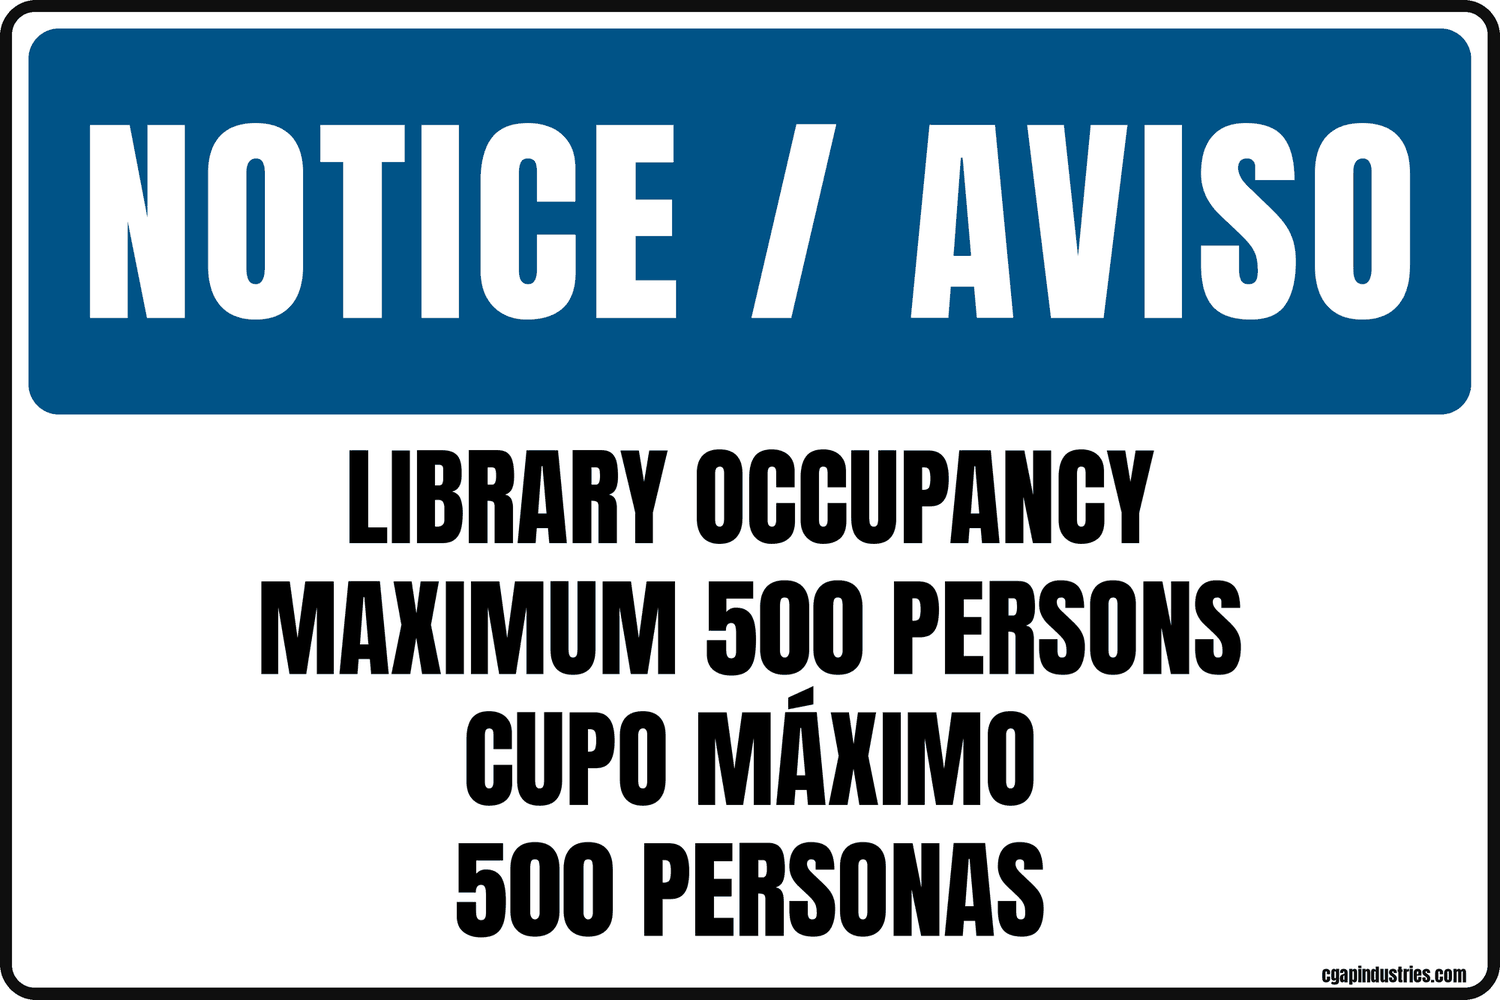 NOTICE / AVISO
LIBRARY OCCUPANCY
MAXIMUM 500 PERSONS
CUPO MÁXIMO
500 PERSONAS
cgapindustries.com